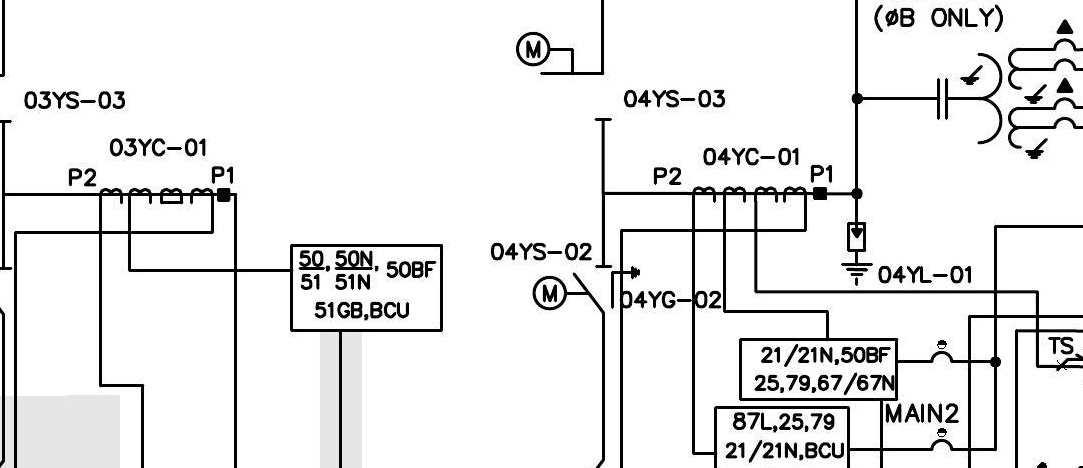 (øB ONLY)
M
03YS-03
04YS-03
03YC-01
04YC-01
P2
P1
P2
P1
04YS-02
04YL-01
M
04YG-02
50, 50N, 50BF
51 51N
51GB,BCU
21/21N,50BF
25,79,67/67N
TS
MAIN2
87L,25,79
21/21N,BCU